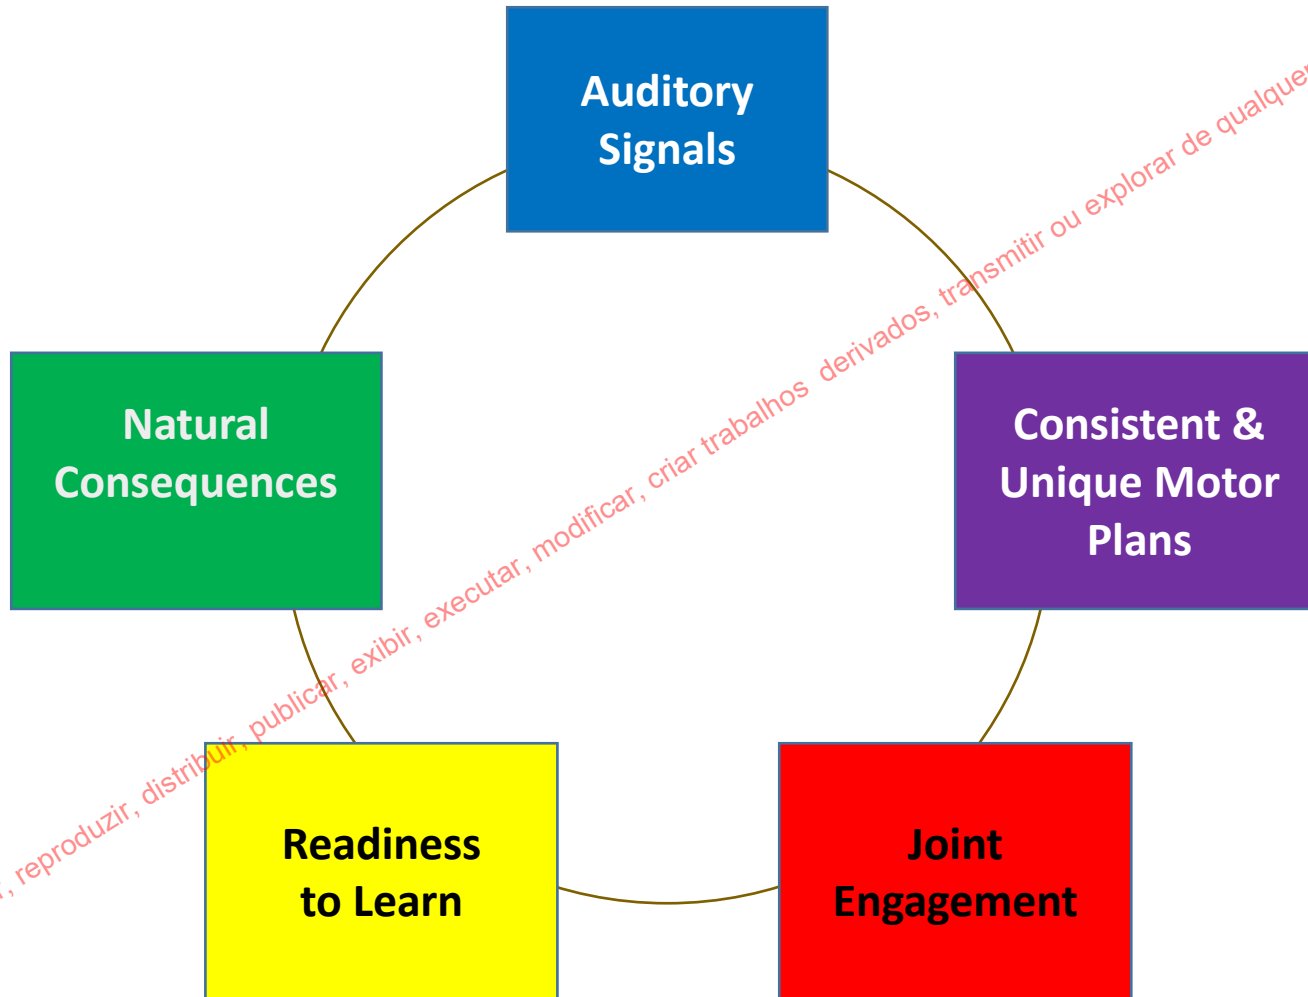 Auditory
Signals
Consistent &
Unique Motor
Plans
Joint
Engagement
Readiness
to Learn
Natural
Consequences
reproduzir, distribuir, publicar, exibir, executar, modificar, criar trabalhos derivados, transmitir ou explorar de qualquer